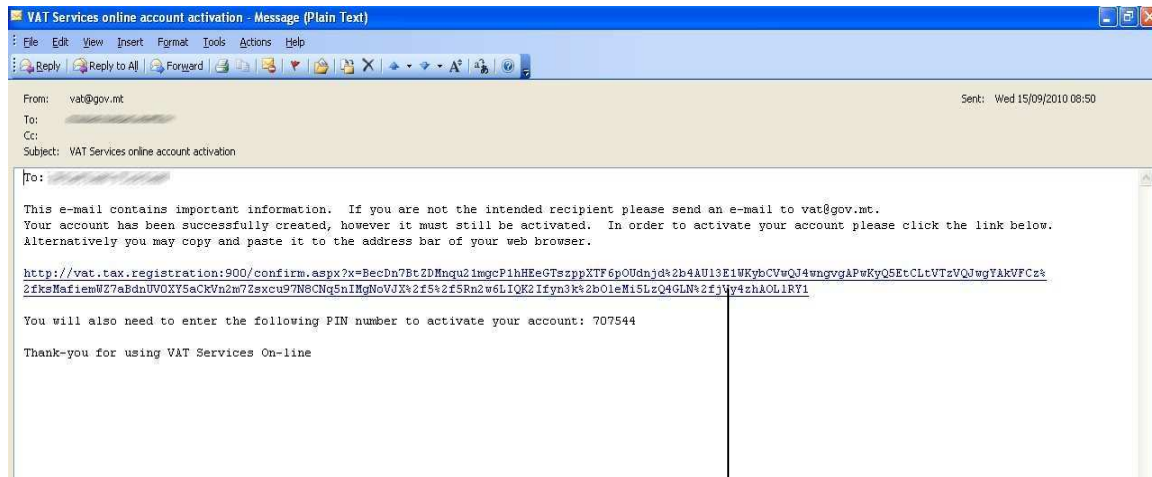 VAT Services online account activation - Message (Plain Text)
File Edit View Insert Format Tools Actions Help
Reply Reply to All Forward
From: vat@gov.mt Sent: Wed 15/09/2010 08:50
To:
Cc:
Subject: VAT Services online account activation
To:
This e-mail contains important information. If you are not the intended recipient please send an e-mail to vat@gov.mt.
Your account has been successfully created, however it must still be activated. In order to activate your account please click the link below.
Alternatively you may copy and paste it to the address bar of your web browser.
http://vat.tax.registration:900/confirm.aspx?x=BecDn7BtZDMnqu21mgcP1hHEeGTszppXTF6pOUdnjd%2b4AU13E1WKybCVwQJ4wngvgAPwKyQ5EtCLtVTzVQJwgYAkVFCz%
2fksMafiemWZ7aBdnUVOXY5aCkVn2m7Zsxcu97N8CNq5nIMgNoVJX%2f5%2f5Rn2w6LIQK2Ifyn3k%2bO1eMi5LzQ4GLN%2fjVy4zhAOL1RY1
You will also need to enter the following PIN number to activate your account: 707544
Thank-you for using VAT Services On-line